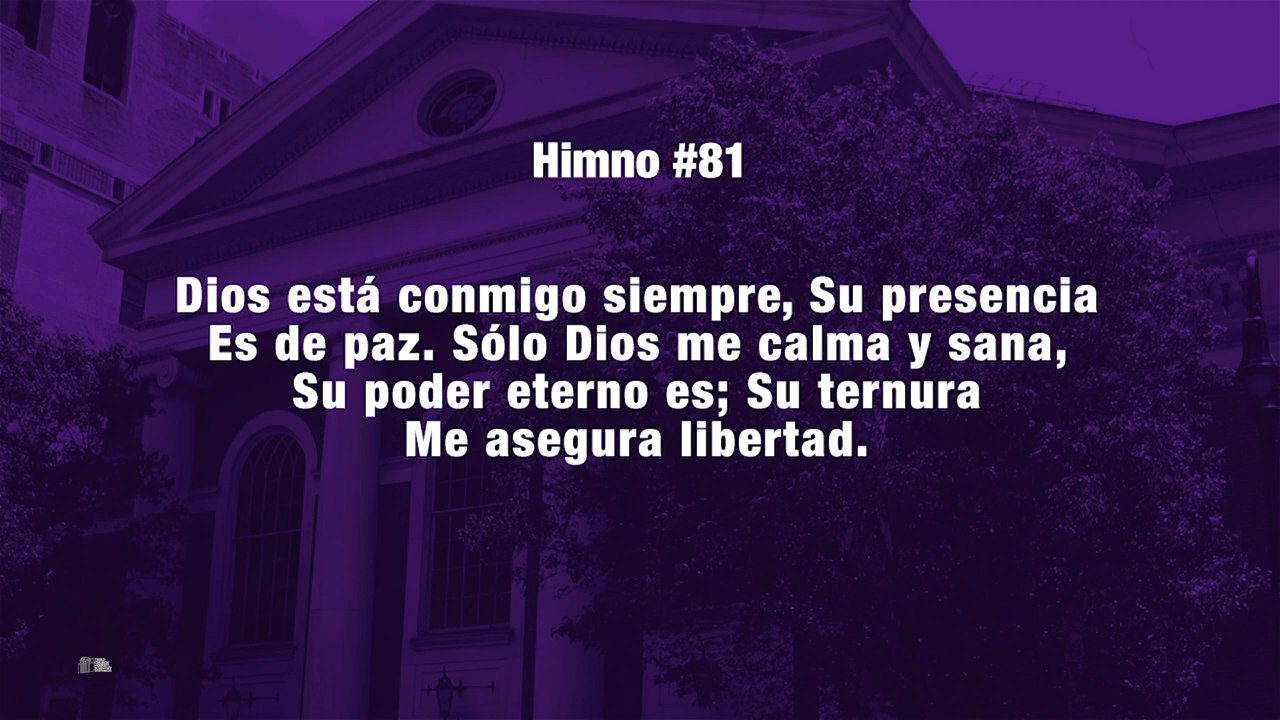 Himno #81
Dios está conmigo siempre, Su presencia
Es de paz. Sólo Dios me calma y sana,
Su poder eterno es; Su ternura
Me asegura libertad.